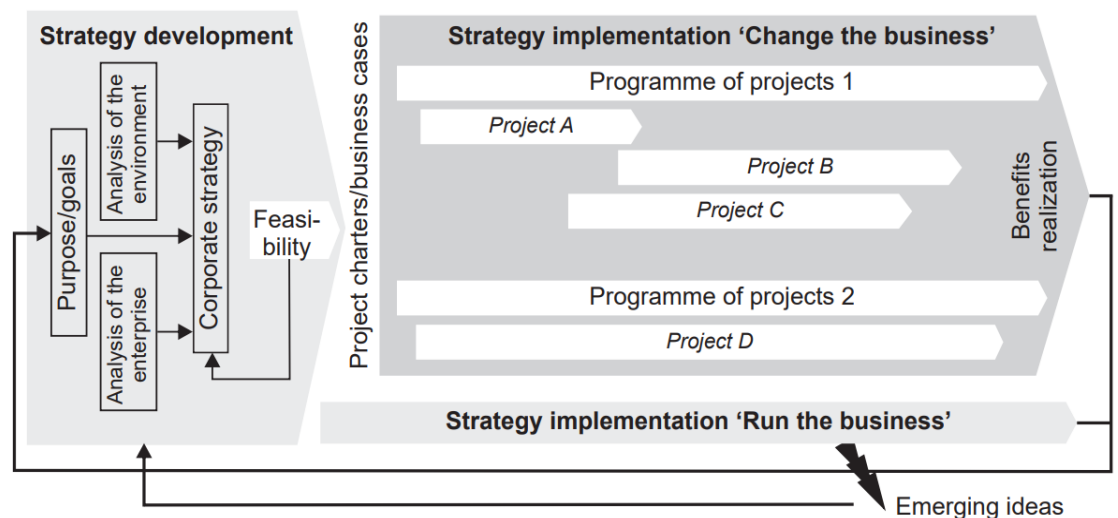 Strategy development
Purpose/goals
Analysis of the
environment
Analysis of the
enterprise
Corporate strategy
Feasi-
bility
Project charters/business cases
Strategy implementation ‘Change the business’
Programme of projects 1
Project A
Project B
Project C
Programme of projects 2
Project D
Benefits
realization
Strategy implementation ‘Run the business’
Emerging ideas